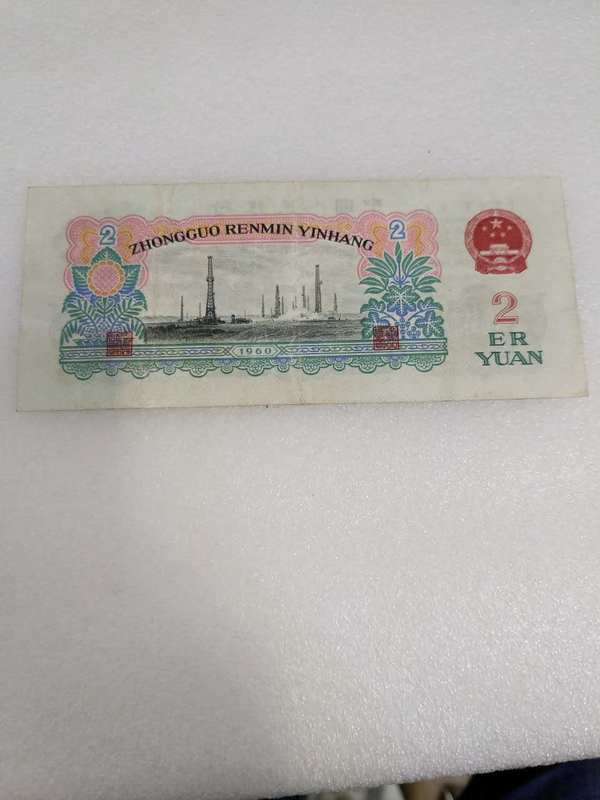 2
ZHONGGUO RENMIN YINHANG
2
1960
2
ER
YUAN